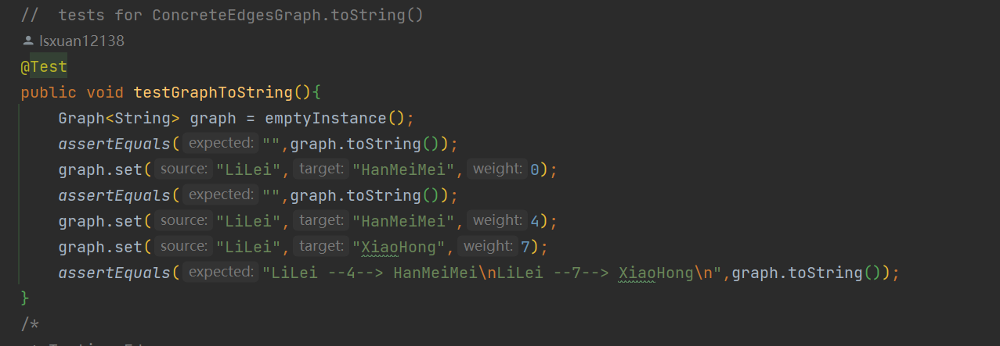 //  tests for ConcreteEdgesGraph.toString()
lsxuan12138
@Test
public void testGraphToString(){
Graph<String> graph = emptyInstance();
assertEquals( expected: "",graph.toString());
graph.set( source: "LiLei", target: "HanMeiMei", weight: 0);
assertEquals( expected: "",graph.toString());
graph.set( source: "LiLei", target: "HanMeiMei", weight: 4);
graph.set( source: "LiLei", target: "XiaoHong", weight: 7);
assertEquals( expected: "LiLei --4--> HanMeiMei\nLiLei --7--> XiaoHong\n",graph.toString());
}
/*